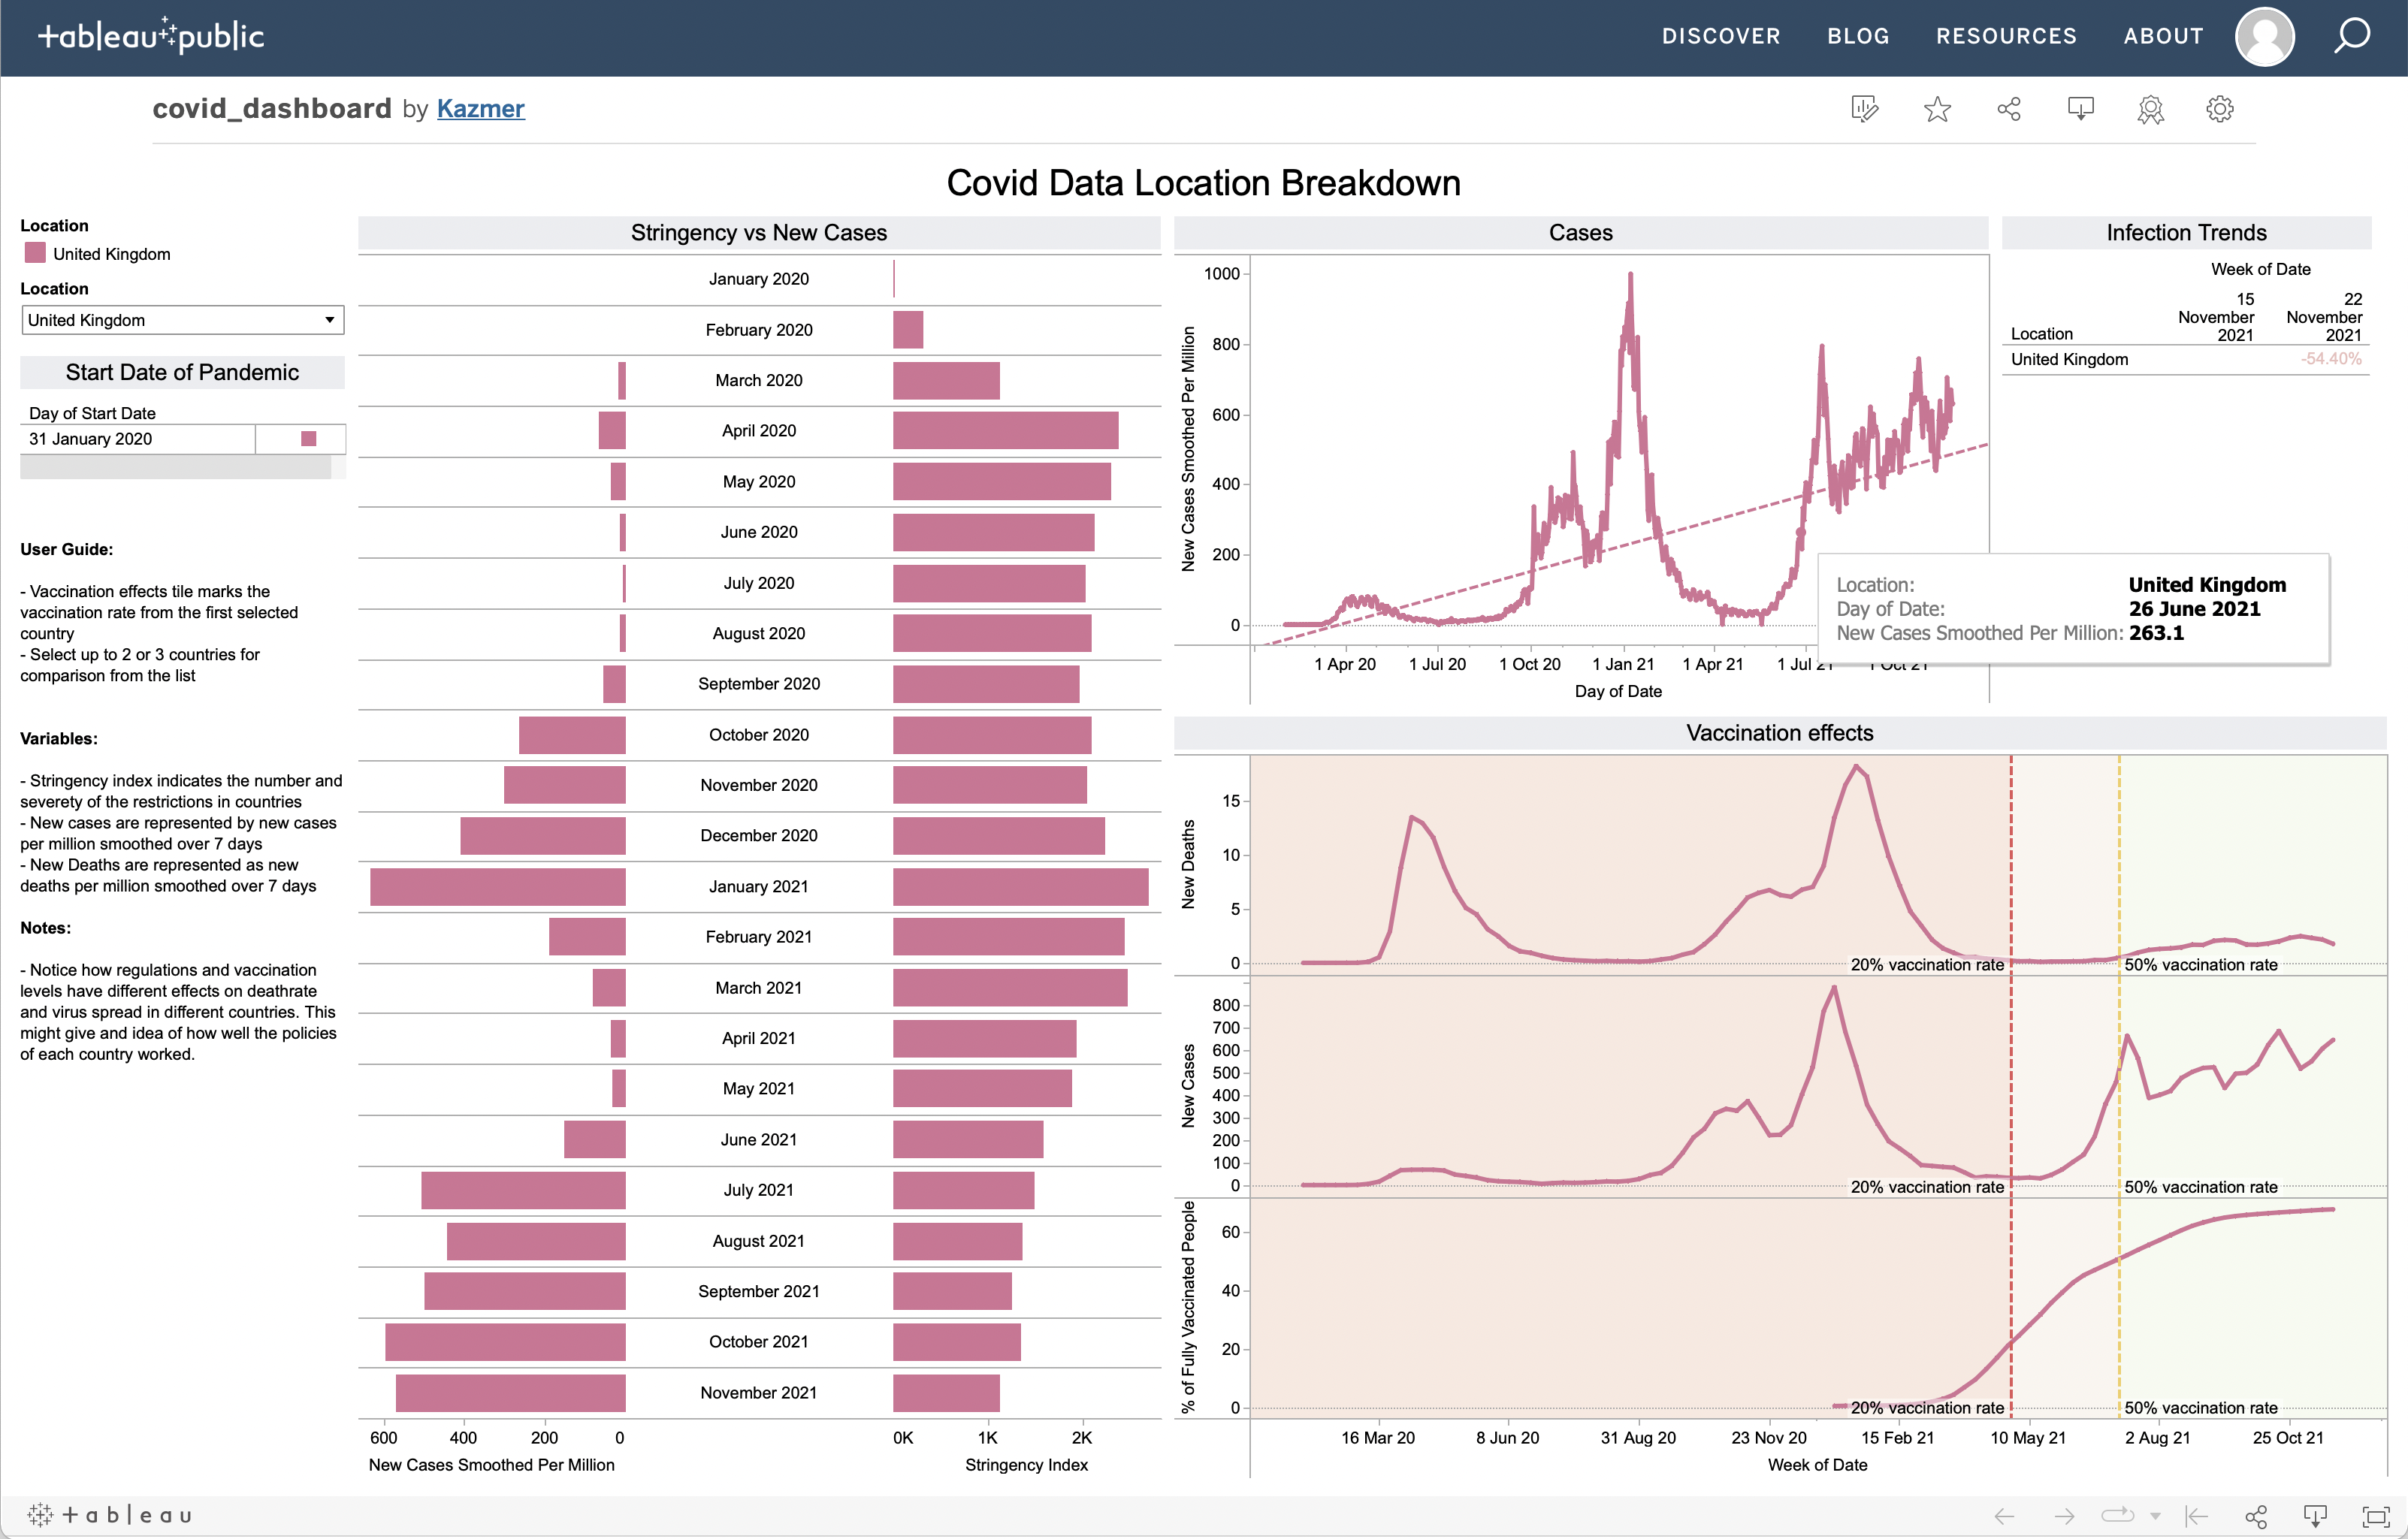 +ableau public
DISCOVER BLOG RESOURCES ABOUT
covid_dashboard by Kazmer
Covid Data Location Breakdown
Location
United Kingdom
Location
United Kingdom
Start Date of Pandemic
Day of Start Date
31 January 2020
User Guide:
- Vaccination effects tile marks the
vaccination rate from the first selected
country
- Select up to 2 or 3 countries for
comparison from the list
Variables:
- Stringency index indicates the number and
severety of the restrictions in countries
- New cases are represented by new cases
per million smoothed over 7 days
- New Deaths are represented as new
deaths per million smoothed over 7 days
Notes:
- Notice how regulations and vaccination
levels have different effects on deathrate
and virus spread in different countries. This
might give and idea of how well the policies
of each country worked.
Stringency vs New Cases
January 2020
February 2020
March 2020
April 2020
May 2020
June 2020
July 2020
August 2020
September 2020
October 2020
November 2020
December 2020
January 2021
February 2021
March 2021
April 2021
May 2021
June 2021
July 2021
August 2021
September 2021
October 2021
November 2021
600 400 200 0
0K 1K 2K
New Cases Smoothed Per Million
Stringency Index
Cases
New Cases Smoothed Per Million
1000
800
600
400
200
0
1 Apr 20 1 Jul 20 1 Oct 20 1 Jan 21 1 Apr 21 1 Jul 21 1 Oct 21
Day of Date
Location: United Kingdom
Day of Date: 26 June 2021
New Cases Smoothed Per Million: 263.1
Infection Trends
Week of Date
15 22
November November
Location 2021 2021
United Kingdom -54.40%
Vaccination effects
New Deaths
15
10
5
0
20% vaccination rate 50% vaccination rate
New Cases
800
700
600
500
400
300
200
100
0
20% vaccination rate 50% vaccination rate
% of Fully Vaccinated People
60
40
20
0
20% vaccination rate 50% vaccination rate
16 Mar 20 8 Jun 20 31 Aug 20 23 Nov 20 15 Feb 21 10 May 21 2 Aug 21 25 Oct 21
Week of Date
+ableau